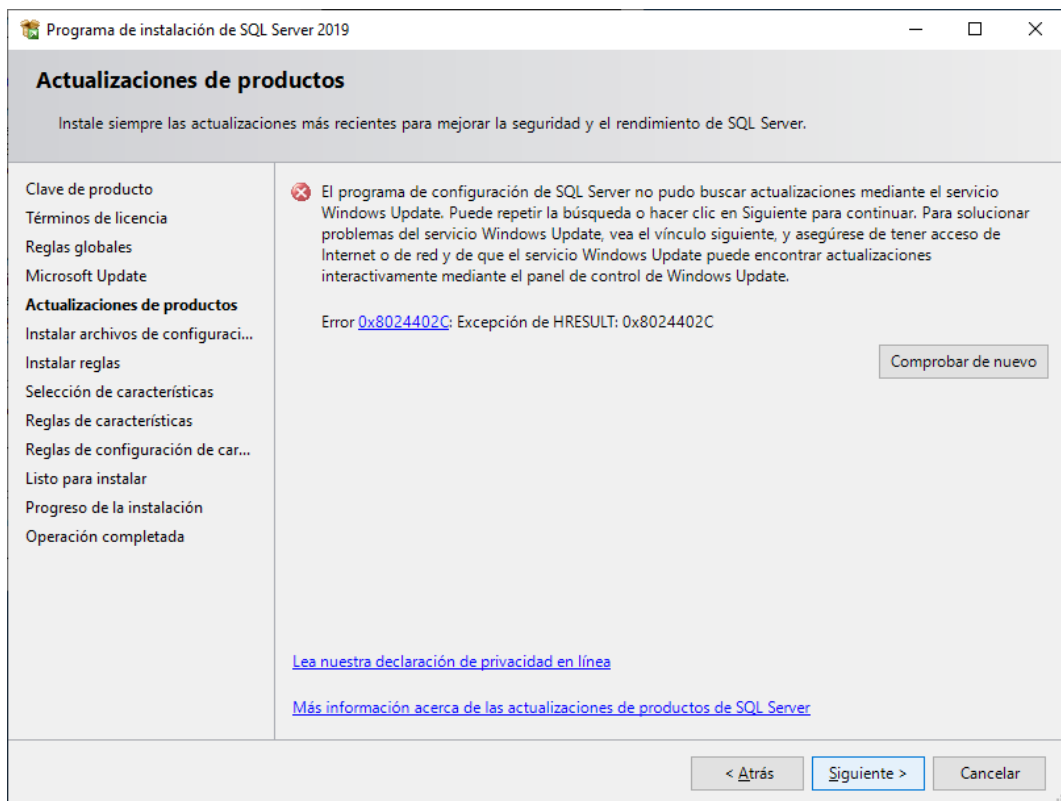 Programa de instalación de SQL Server 2019
Actualizaciones de productos
Instale siempre las actualizaciones más recientes para mejorar la seguridad y el rendimiento de SQL Server.
Clave de producto
Términos de licencia
Reglas globales
Microsoft Update
Actualizaciones de productos
Instalar archivos de configuraci...
Instalar reglas
Selección de características
Reglas de características
Reglas de configuración de car...
Listo para instalar
Progreso de la instalación
Operación completada
El programa de configuración de SQL Server no pudo buscar actualizaciones mediante el servicio
Windows Update. Puede repetir la búsqueda o hacer clic en Siguiente para continuar. Para solucionar
problemas del servicio Windows Update, vea el vínculo siguiente, y asegúrese de tener acceso de
Internet o de red y de que el servicio Windows Update puede encontrar actualizaciones
interactivamente mediante el panel de control de Windows Update.
Error 0x8024402C: Excepción de HRESULT: 0x8024402C
Comprobar de nuevo
Lea nuestra declaración de privacidad en línea
Más información acerca de las actualizaciones de productos de SQL Server
< Atrás
Siguiente >
Cancelar